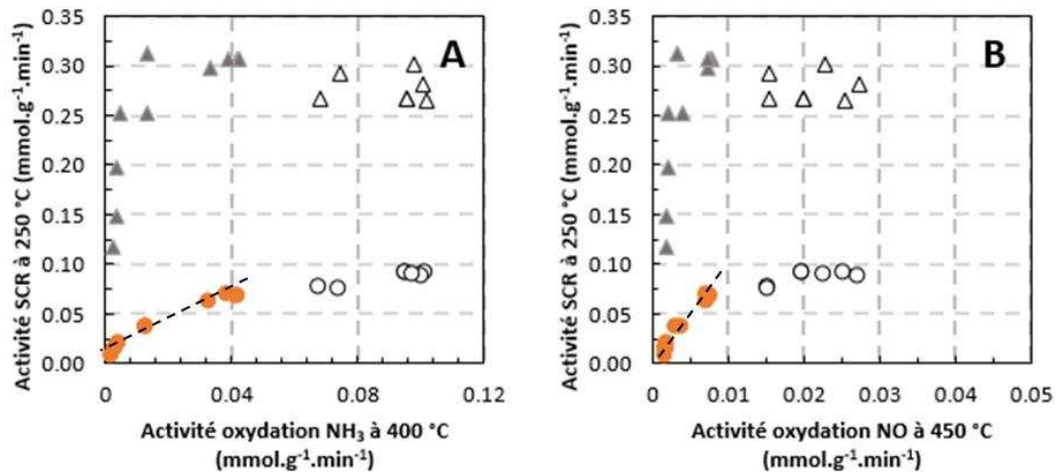 A
Activité SCR à 250 °C (mmol.g⁻¹.min⁻¹)
0.35
0.30
0.25
0.20
0.15
0.10
0.05
0.00
0 0.04 0.08 0.12
Activité oxydation NH₃ à 400 °C
(mmol.g⁻¹.min⁻¹)
B
Activité SCR à 250 °C (mmol.g⁻¹.min⁻¹)
0.35
0.30
0.25
0.20
0.15
0.10
0.05
0.00
0 0.01 0.02 0.03 0.04 0.05
Activité oxydation NO à 450 °C
(mmol.g⁻¹.min⁻¹)